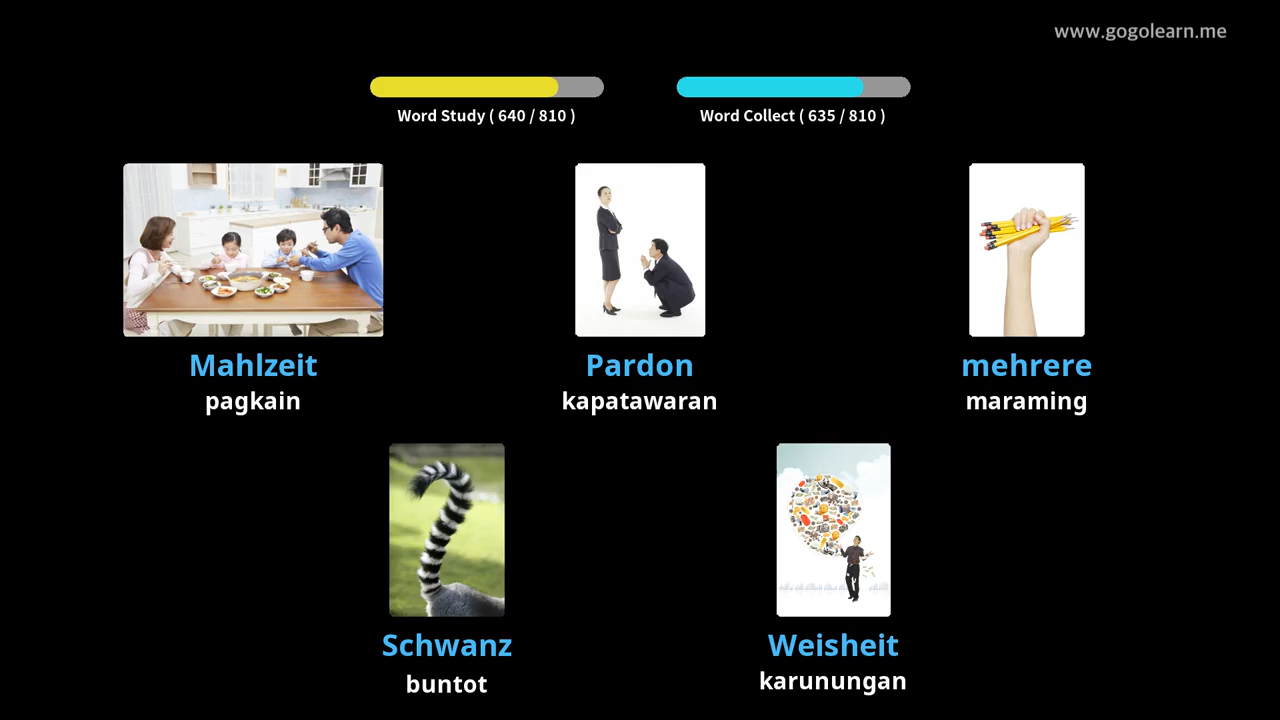 www.gogolearn.me
Word Study ( 640 / 810 )
Word Collect ( 635 / 810 )
Mahlzeit
pagkain
Pardon
kapatawaran
mehrere
maraming
Schwanz
buntot
Weisheit
karunungan